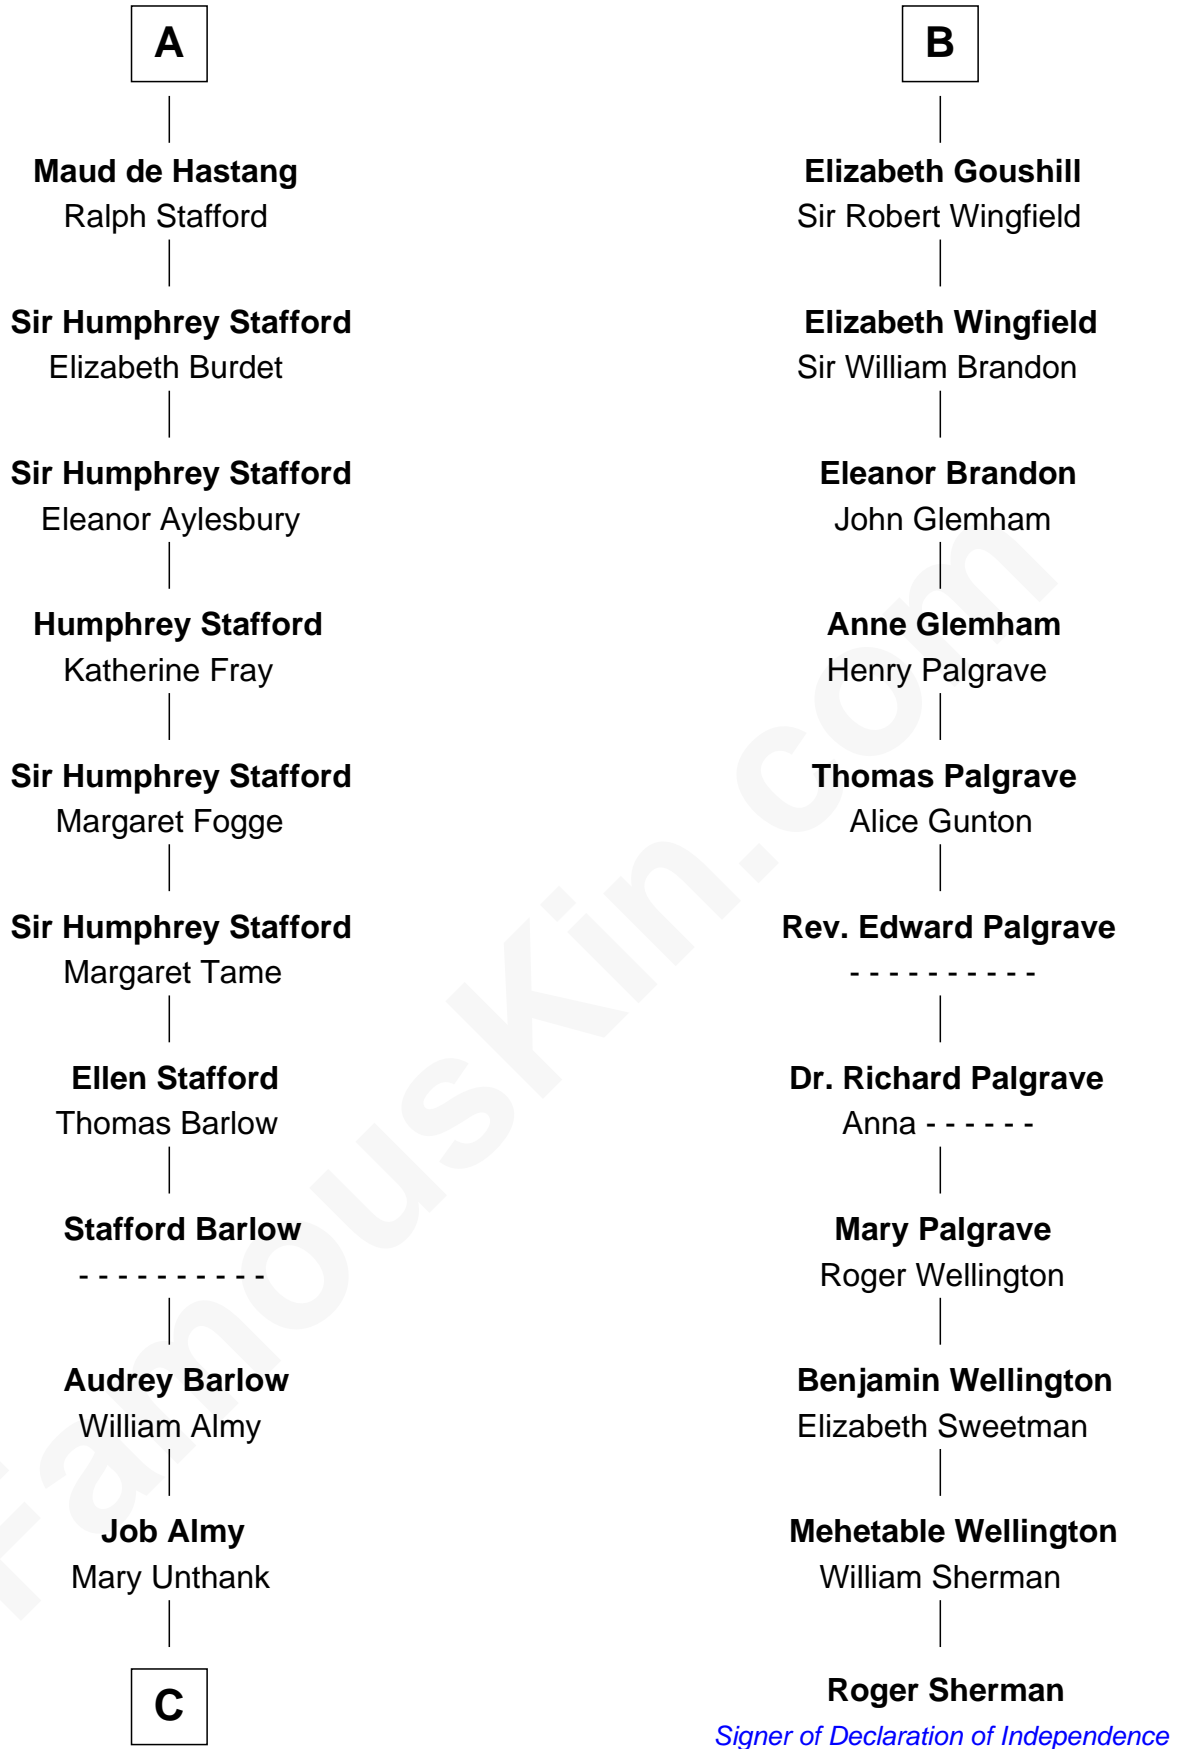 A
Maud de Hastang
Ralph Stafford
Sir Humphrey Stafford
Elizabeth Burdet
Sir Humphrey Stafford
Eleanor Aylesbury
Humphrey Stafford
Katherine Fray
Sir Humphrey Stafford
Margaret Fogge
Sir Humphrey Stafford
Margaret Tame
Ellen Stafford
Thomas Barlow
Stafford Barlow
- - - - - - - - - -
Audrey Barlow
William Almy
Job Almy
Mary Unthank
C
B
Elizabeth Goushill
Sir Robert Wingfield
Elizabeth Wingfield
Sir William Brandon
Eleanor Brandon
John Glemham
Anne Glemham
Henry Palgrave
Thomas Palgrave
Alice Gunton
Rev. Edward Palgrave
- - - - - - - - - -
Dr. Richard Palgrave
Anna - - - - - -
Mary Palgrave
Roger Wellington
Benjamin Wellington
Elizabeth Sweetman
Mehetable Wellington
William Sherman
Roger Sherman
Signer of Declaration of Independence
FamousKin.com